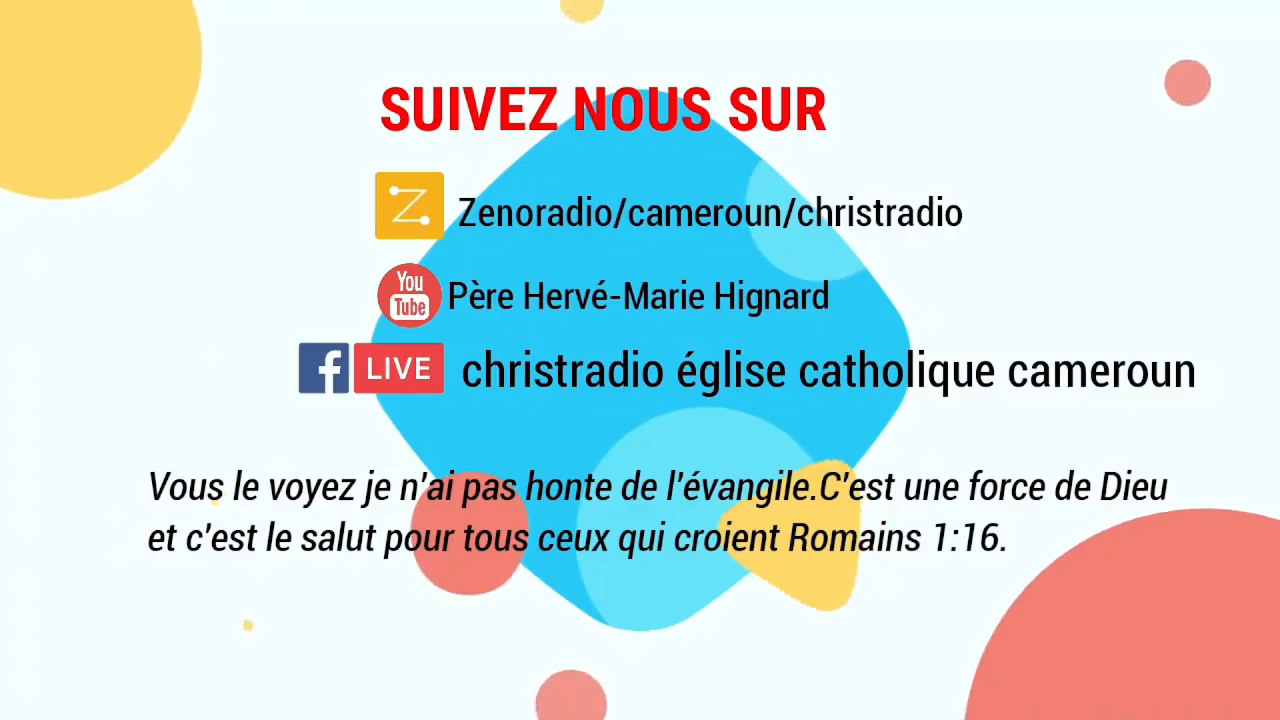 SUIVEZ NOUS SUR
Zenoradio/cameroun/christradio
You
Tube
Père Hervé-Marie Hignard
LIVE
christradio église catholique cameroun
Vous le voyez je n'ai pas honte de l'évangile.C'est une force de Dieu
et c'est le salut pour tous ceux qui croient Romains 1:16.